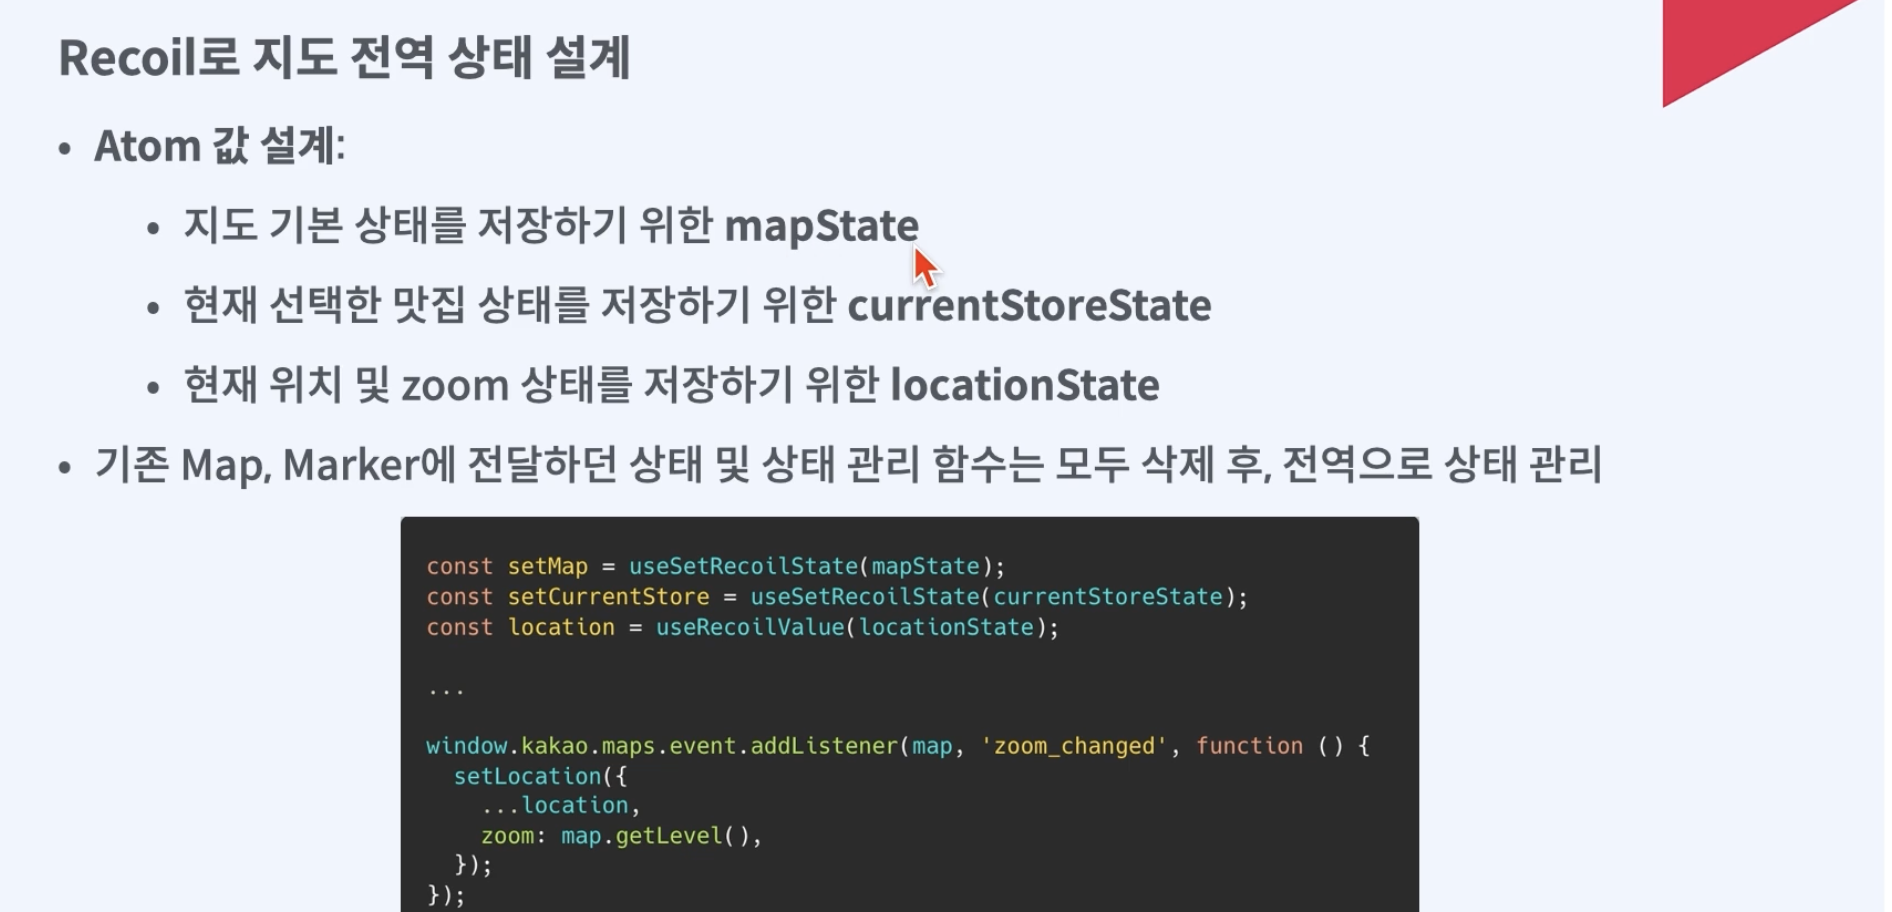 Recoil로 지도 전역 상태 설계
• Atom 값 설계:
• 지도 기본 상태를 저장하기 위한 mapState
• 현재 선택한 맛집 상태를 저장하기 위한 currentStoreState
• 현재 위치 및 zoom 상태를 저장하기 위한 locationState
• 기존 Map, Marker에 전달하던 상태 및 상태 관리 함수는 모두 삭제 후, 전역으로 상태 관리
const setMap = useSetRecoilState(mapState);
const setCurrentStore = useSetRecoilState(currentStoreState);
const location = useRecoilValue(locationState);
...
window.kakao.maps.event.addListener(map, 'zoom_changed', function () {
  setLocation({
    ...location,
    zoom: map.getLevel(),
  });
});